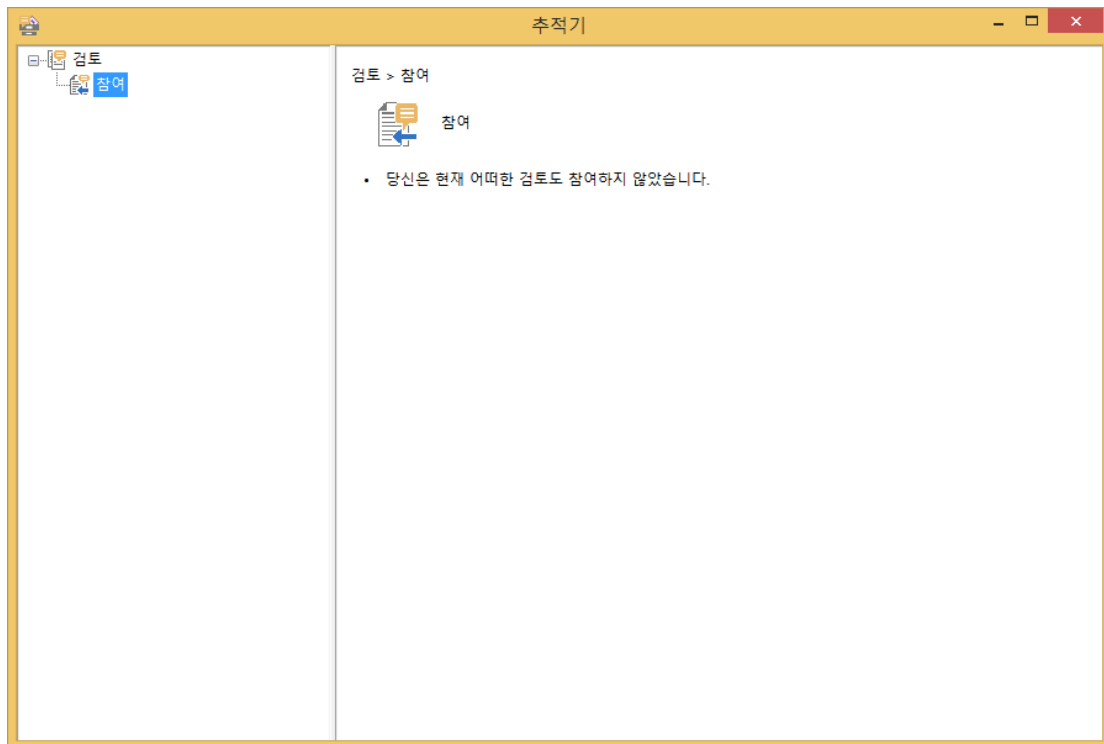 추적기
검토
참여
검토 > 참여
참여
• 당신은 현재 어떠한 검토도 참여하지 않았습니다.